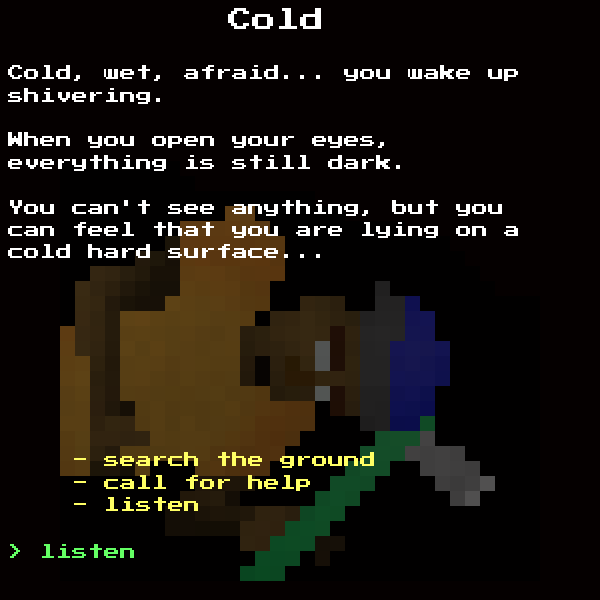 Cold
Cold, wet, afraid... you wake up
shivering.
When you open your eyes,
everything is still dark.
You can't see anything, but you
can feel that you are lying on a
cold hard surface...
- search the ground
- call for help
- listen
> listen